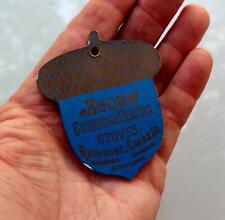 ACORN
COOKING & HEATING
STOVES.
RATHBONE, SARD & CO.